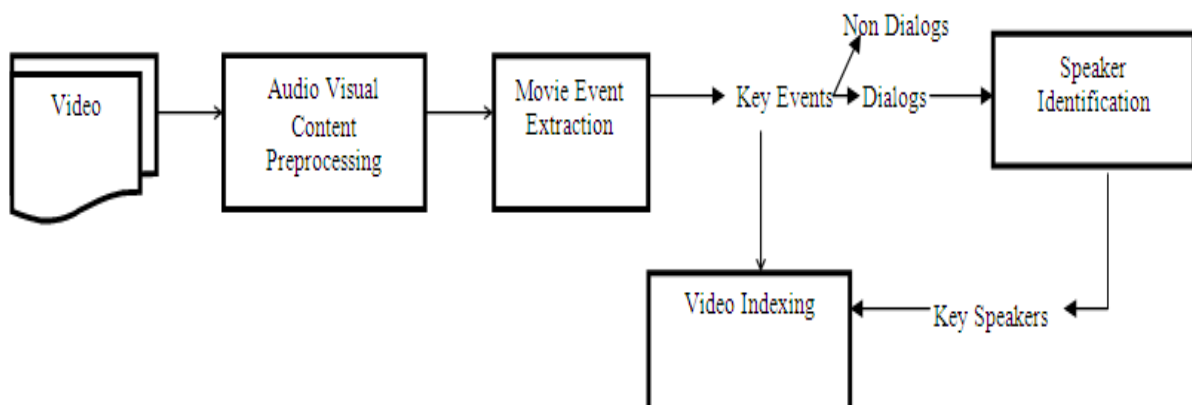 Video
Audio Visual
Content
Preprocessing
Movie Event
Extraction
Key Events
Non Dialogs
Dialogs
Speaker
Identification
Video Indexing
Key Speakers